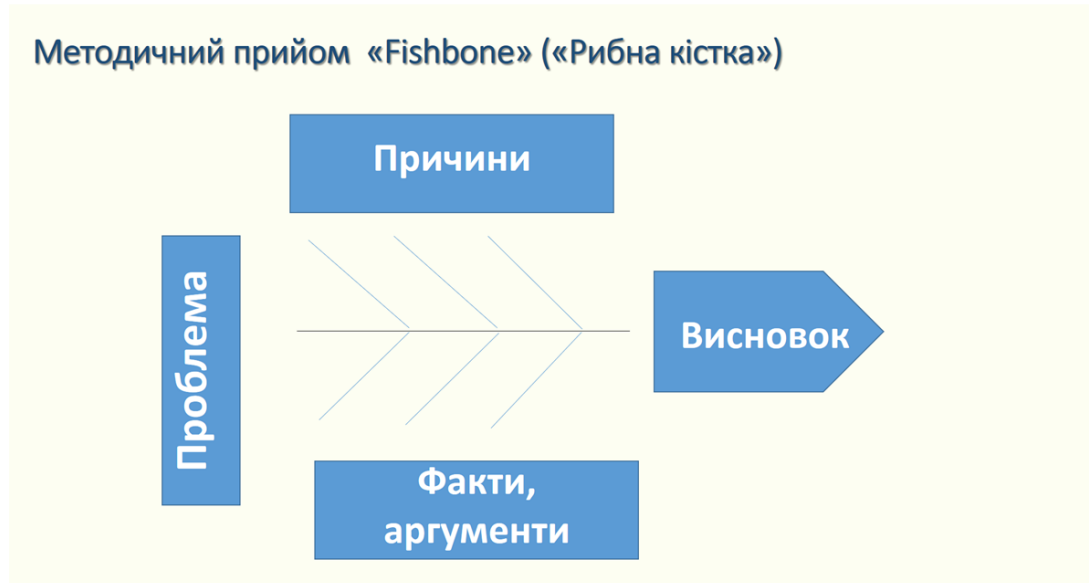 Методичний прийом «Fishbone» («Рибна кістка»)
Причини
Проблема
Висновок
Факти,
аргументи